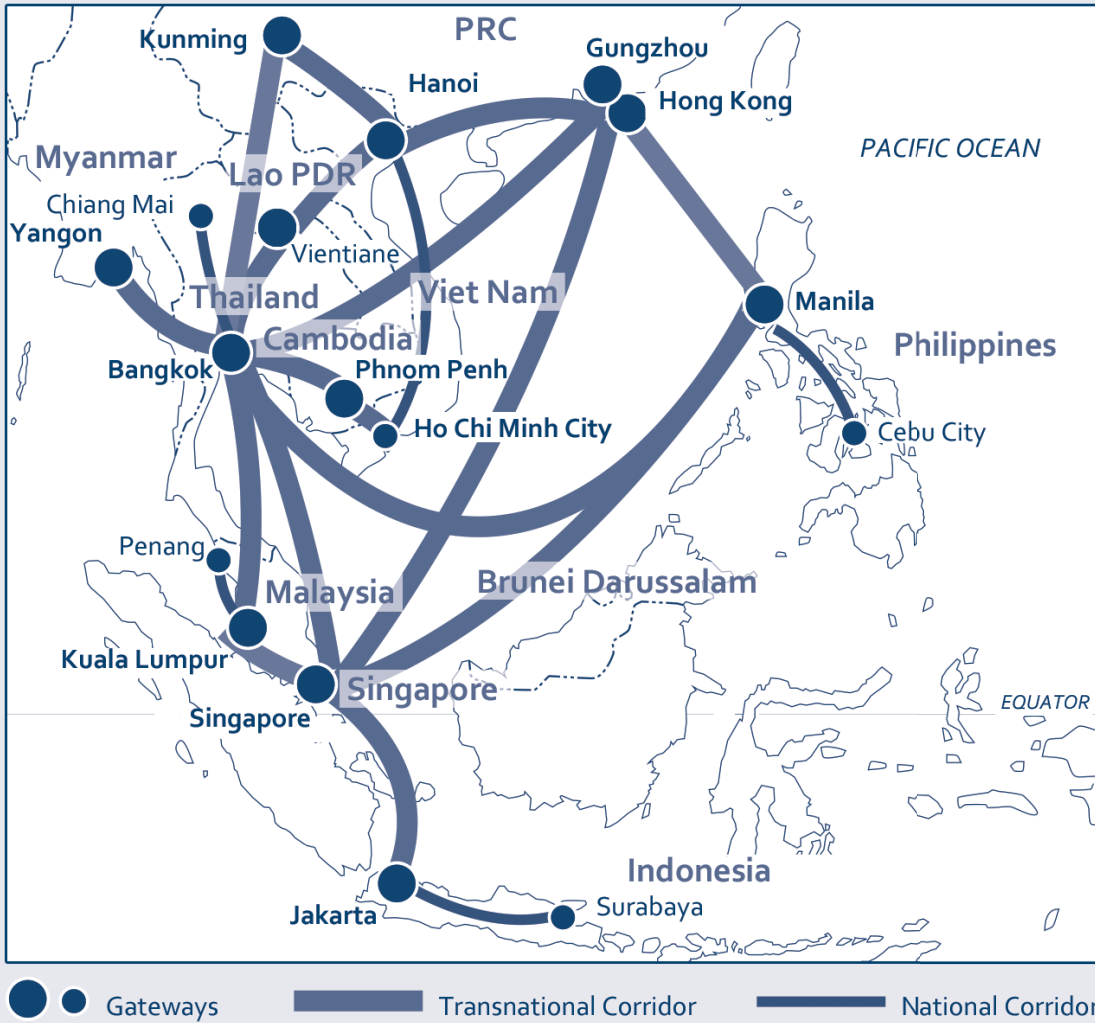 PRC
Kunming
Gungzhou
Hanoi
Hong Kong
PACIFIC OCEAN
Myanmar
Lao PDR
Chiang Mai
Yangon
Vientiane
Thailand
Viet Nam
Manila
Cambodia
Philippines
Bangkok
Phnom Penh
Ho Chi Minh City
Cebu City
Penang
Malaysia
Brunei Darussalam
Kuala Lumpur
Singapore
Singapore
EQUATOR
Indonesia
Jakarta
Surabaya
Gateways
Transnational Corridor
National Corridor